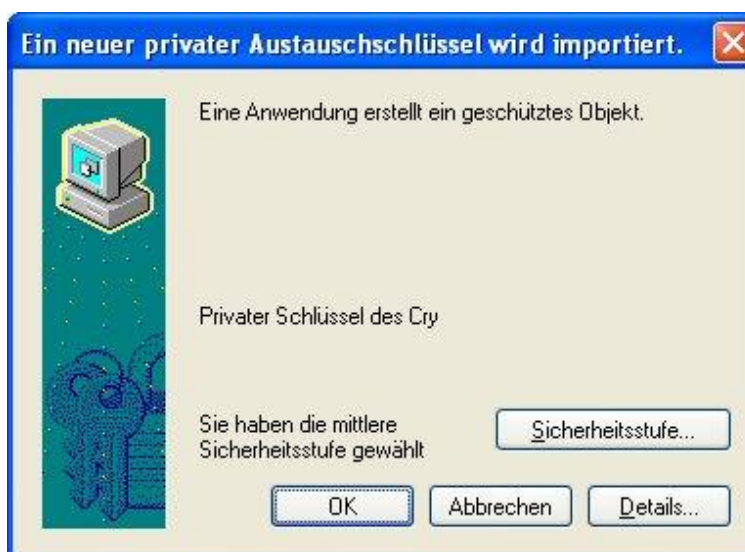 Ein neuer privater Austauschschlüssel wird importiert.
Eine Anwendung erstellt ein geschütztes Objekt.
Privater Schlüssel des Cry
Sie haben die mittlere
Sicherheitsstufe gewählt
Sicherheitsstufe...
OK
Abbrechen
Details...